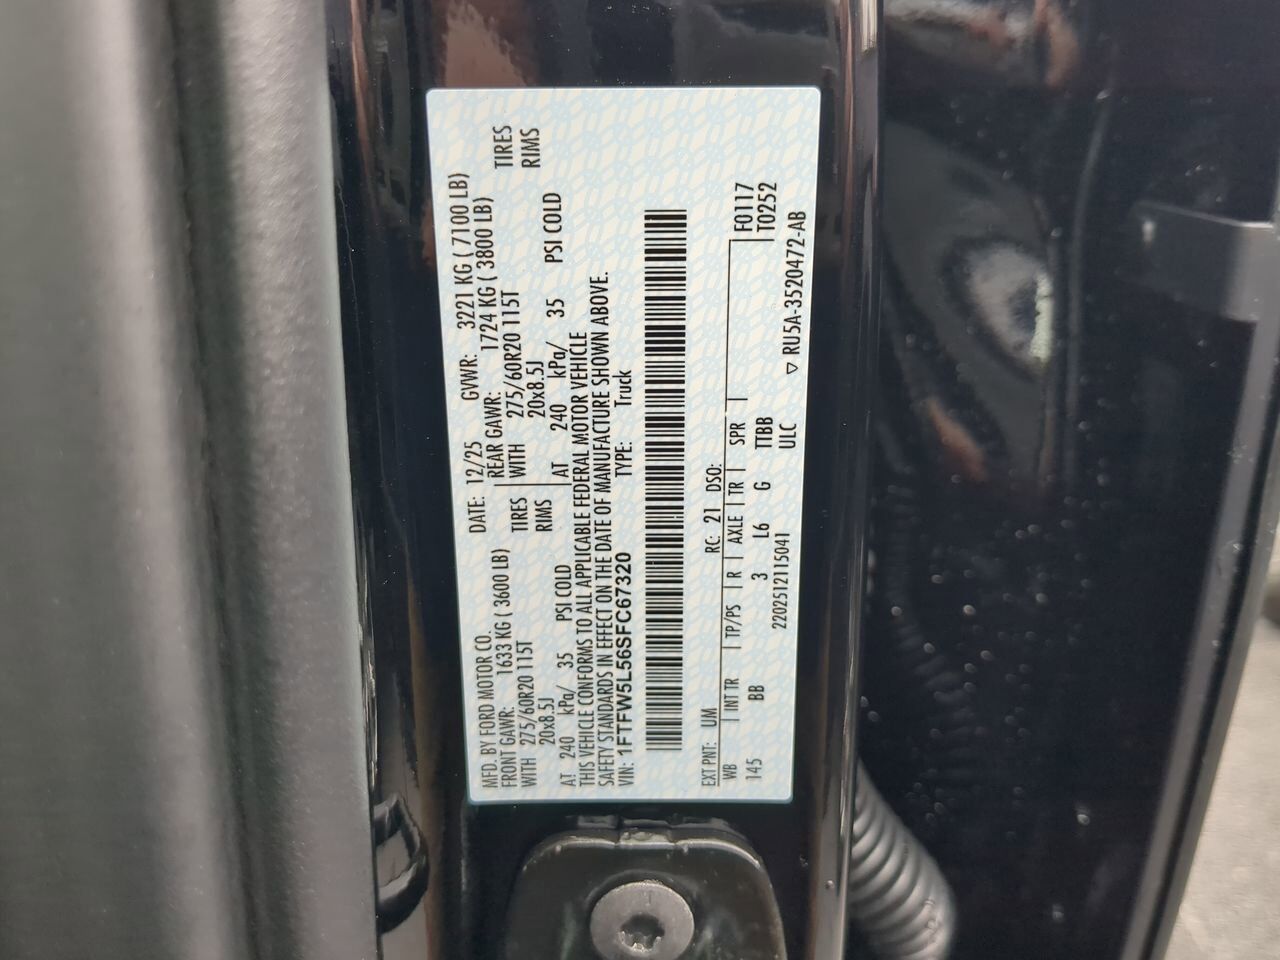 MFD. BY FORD MOTOR CO.
DATE: 12/25 GVWR: 3221 KG ( 7100 LB)
FRONT GAWR: 1633 KG ( 3600 LB)
REAR GAWR: 1724 KG ( 3800 LB)
WITH 275/60R20 115T TIRES
WITH 275/60R20 115T TIRES
20x8.5J RIMS
20x8.5J RIMS
AT 240 kPa/ 35 PSI COLD
AT 240 kPa/ 35 PSI COLD
THIS VEHICLE CONFORMS TO ALL APPLICABLE FEDERAL MOTOR VEHICLE
SAFETY STANDARDS IN EFFECT ON THE DATE OF MANUFACTURE SHOWN ABOVE.
VIN: 1FTFW5L56SFC67320 TYPE: Truck
EXT PNT: UM RC: 21 DSO:
WB INT TR TP/PS R AXLE TR SPR F0117
145 BB 3 L6 G TIBB T0252
2202512115041 ULC ▽ RU5A-3520472-AB